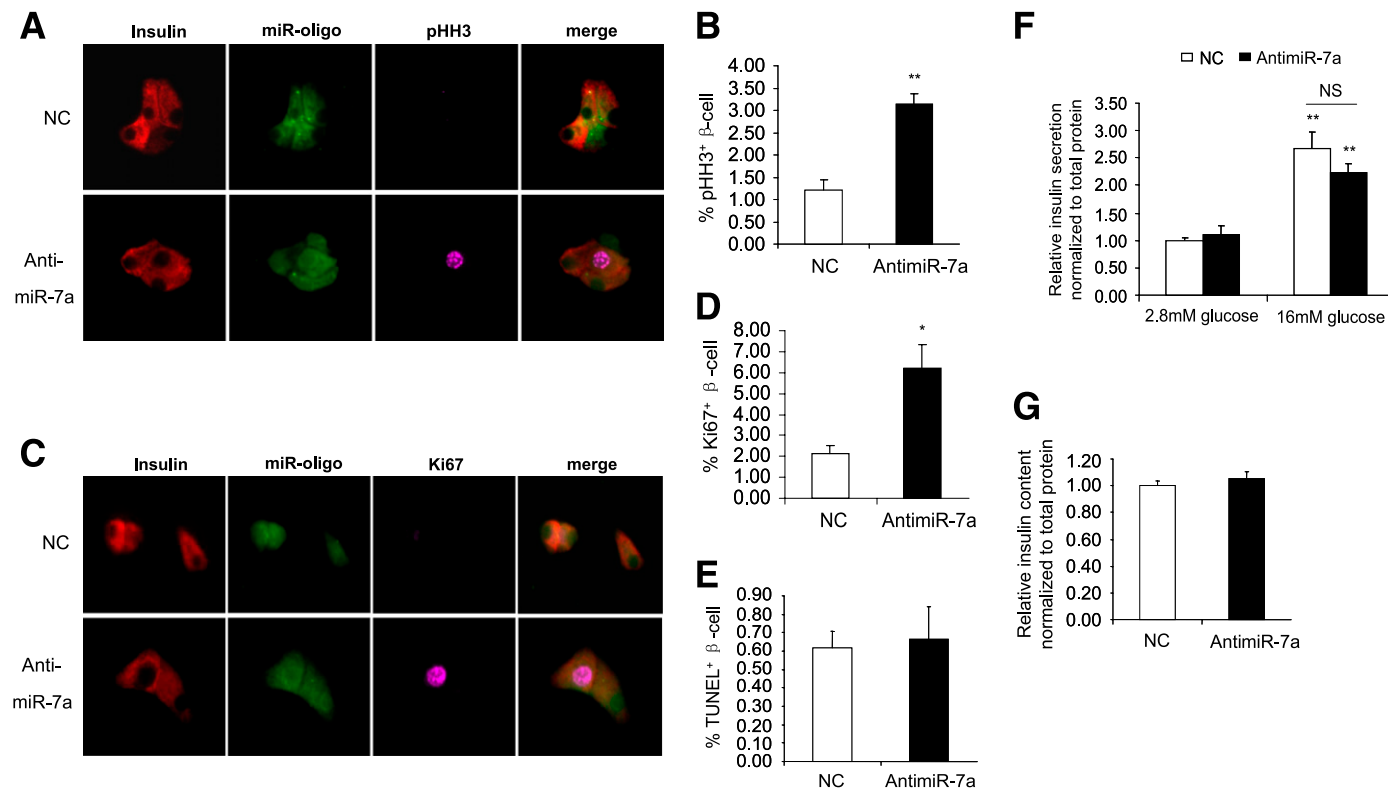 A
Insulin miR-oligo pHH3 merge
NC
Anti-
miR-7a
B
% pHH3⁺ β-cell
4.00
3.50
3.00
2.50
2.00
1.50
1.00
0.50
0.00
**
NC AntimiR-7a
C
Insulin miR-oligo Ki67 merge
NC
Anti-
miR-7a
D
% Ki67⁺ β -cell
8.00
7.00
6.00
5.00
4.00
3.00
2.00
1.00
0.00
*
NC AntimiR-7a
E
% TUNEL⁺ β-cell
0.90
0.80
0.70
0.60
0.50
0.40
0.30
0.20
0.10
0.00
NC AntimiR-7a
F
NC AntimiR-7a
Relative insulin secretion
normalized to total protein
3.50
3.00
2.50
2.00
1.50
1.00
0.50
0.00
NS
**
**
2.8mM glucose 16mM glucose
G
Relative insulin content
normalized to total protein
1.20
1.00
0.80
0.60
0.40
0.20
0.00
NC AntimiR-7a